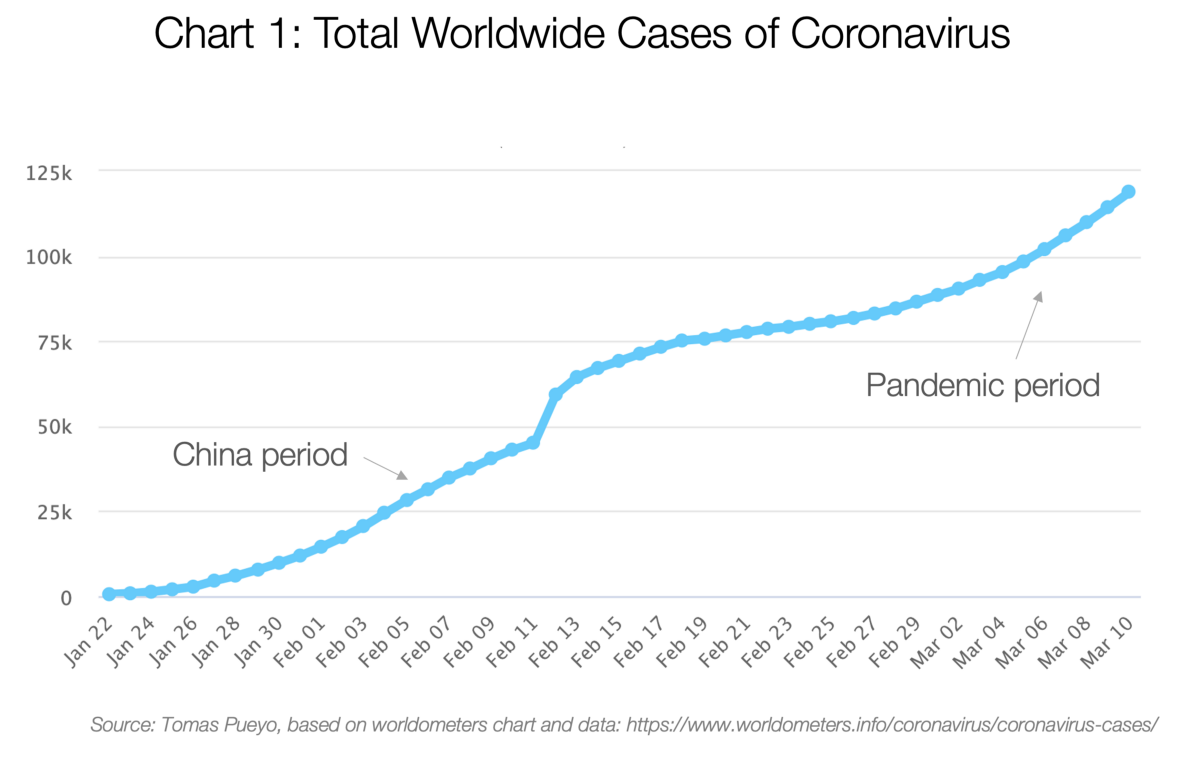 Chart 1: Total Worldwide Cases of Coronavirus
125k
100k
75k
50k
25k
0
Pandemic period
China period
Jan 22
Jan 24
Jan 26
Jan 28
Jan 30
Feb 01
Feb 03
Feb 05
Feb 07
Feb 09
Feb 11
Feb 13
Feb 15
Feb 17
Feb 19
Feb 21
Feb 23
Feb 25
Feb 27
Feb 29
Mar 02
Mar 04
Mar 06
Mar 08
Mar 10
Source: Tomas Pueyo, based on worldometers chart and data: https://www.worldometers.info/coronavirus/coronavirus-cases/